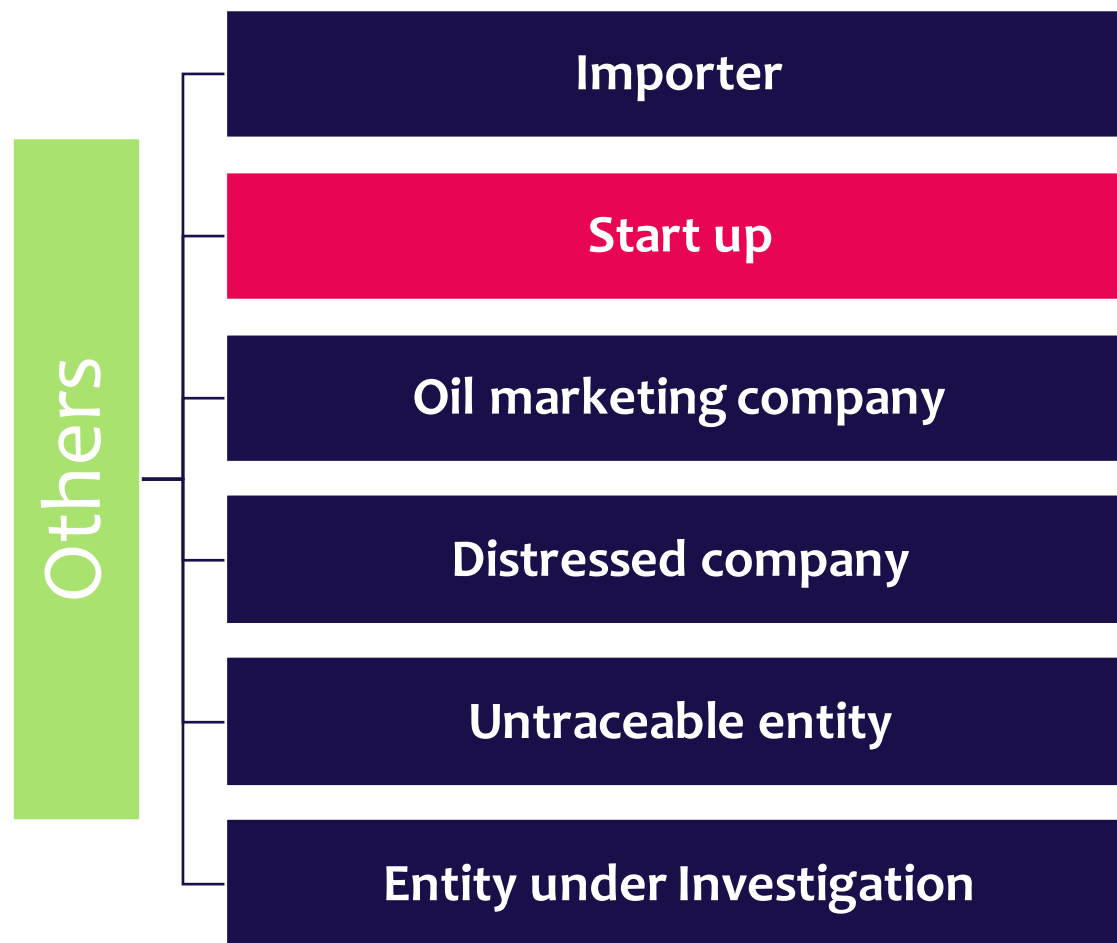 Others
Importer
Start up
Oil marketing company
Distressed company
Untraceable entity
Entity under Investigation